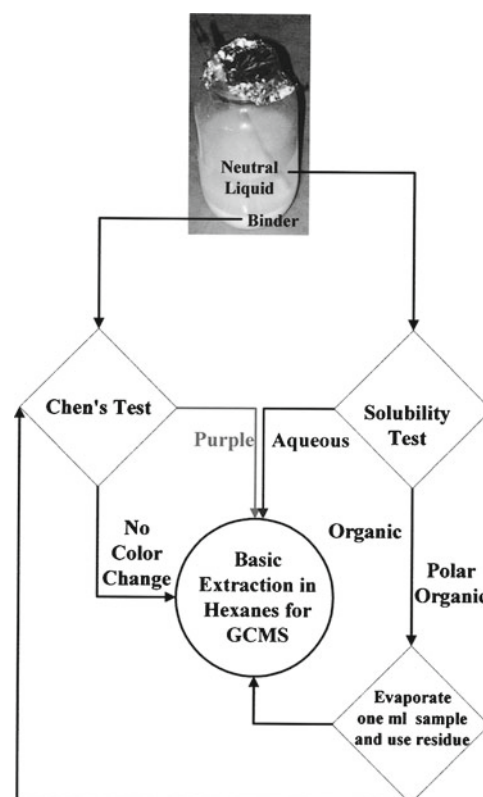 Neutral
Liquid
Binder
Chen's Test
Solubility
Test
Purple
Aqueous
No
Color
Change
Organic
Polar
Organic
Basic
Extraction in
Hexanes for
GCMS
Evaporate
one ml sample
and use residue